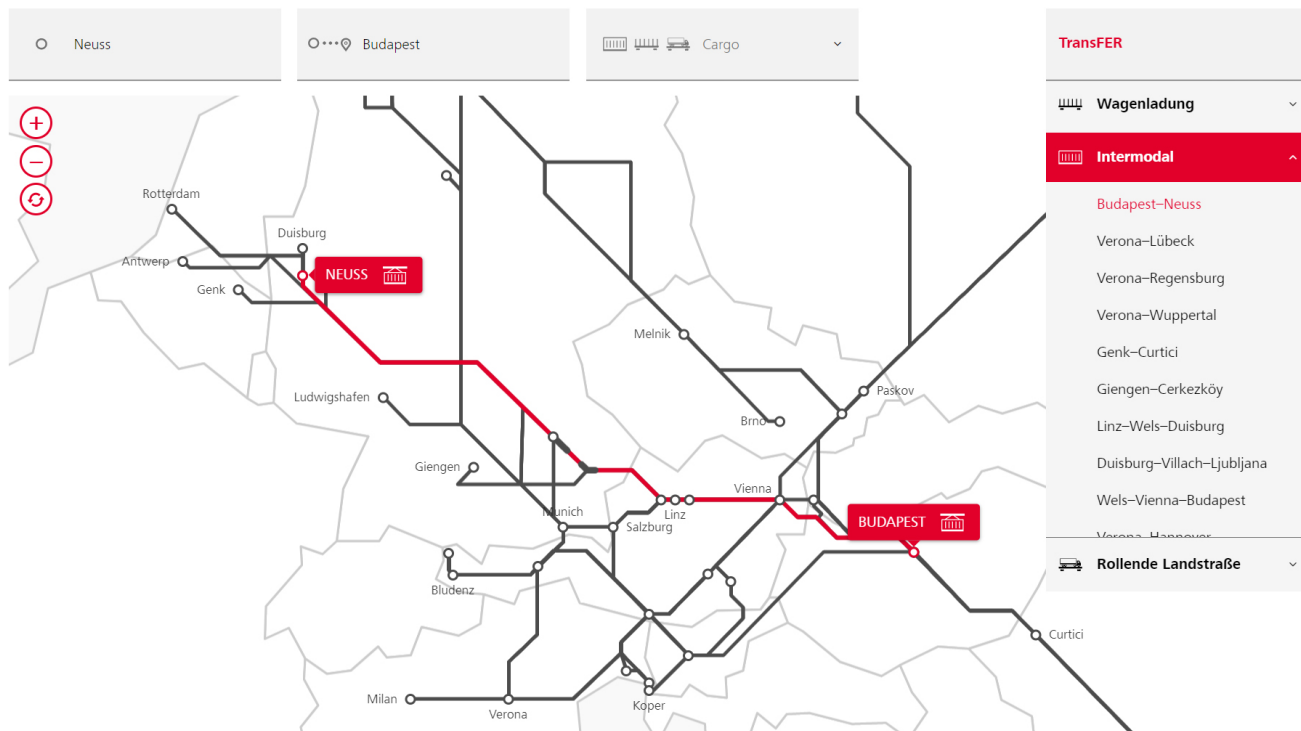 Neuss
Budapest
Cargo
TransFER
Wagenladung
Intermodal
Budapest–Neuss
Verona–Lübeck
Verona–Regensburg
Verona–Wuppertal
Genk–Curtici
Giengen–Cerkezköy
Linz–Wels–Duisburg
Duisburg–Villach–Ljubljana
Wels–Vienna–Budapest
Verona–Hannover
Rollende Landstraße
Rotterdam
Duisburg
Antwerp
NEUSS
Genk
Melnik
Ludwigshafen
Paskov
Brno
Giengen
Vienna
Linz
Munich
Salzburg
BUDAPEST
Bludenz
Curtici
Milan
Koper
Verona